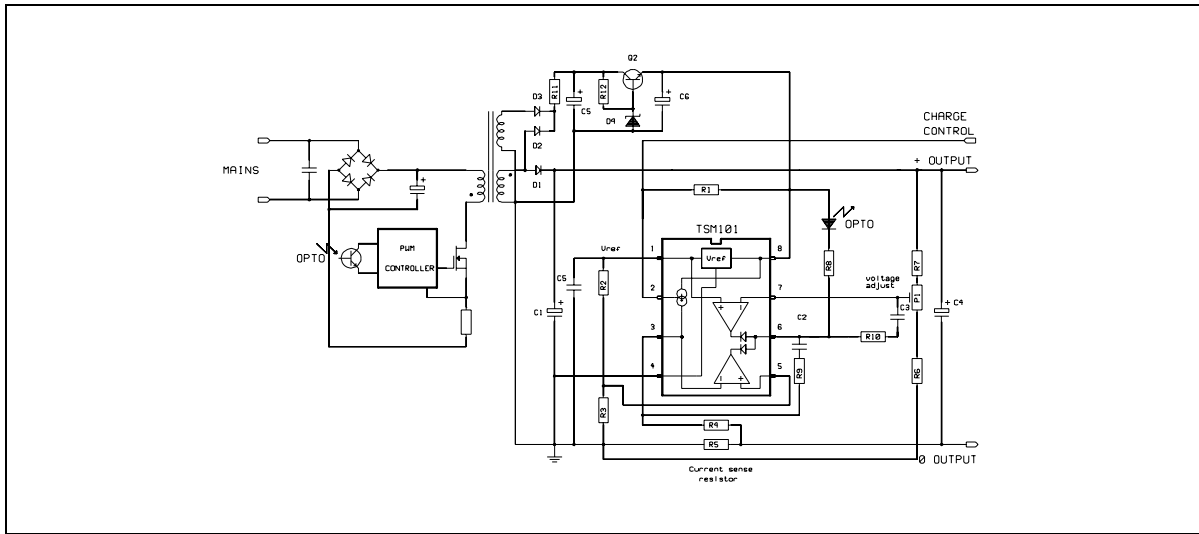 Q2
D3
R11
C5
R12
C6
D4
D2
CHARGE
CONTROL
+ OUTPUT
MAINS
D1
R1
TSM101
OPTO
OPTO
PWM
CONTROLLER
Vref
1
Vref
8
R8
R7
C5
R2
voltage
adjust
2
7
P1
C1
C3
C4
3
C2
6
R10
4
5
R9
R6
R3
R4
R5
0 OUTPUT
Current sense
resistor